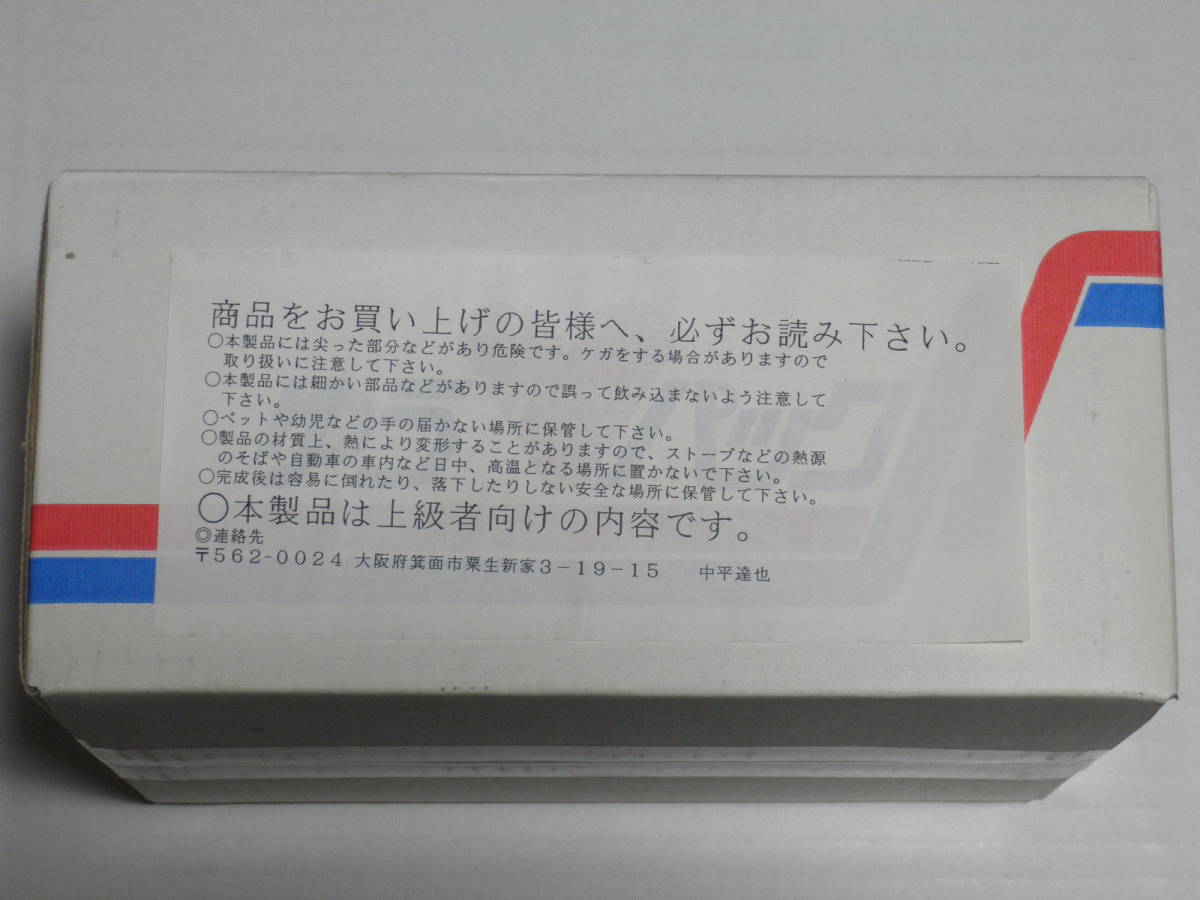 商品をお買い上げの皆様へ、必ずお読み下さい。
○本製品には尖った部分などがあり危険です。ケガをする場合がありますので
取り扱いに注意して下さい。
○本製品には細かい部品などがありますので誤って飲み込まないよう注意して
下さい。
○ペットや幼児などの手の届かない場所に保管して下さい。
○製品の材質上、熱により変形することがありますので、ストーブなどの熱源
のそばや自動車の車内など日中、高温となる場所に置かないで下さい。
○完成後は容易に倒れたり、落下したりしない安全な場所に保管して下さい。
○本製品は上級者向けの内容です。
◎連絡先
〒562-0024 大阪府箕面市粟生新家3-19-15 中平達也